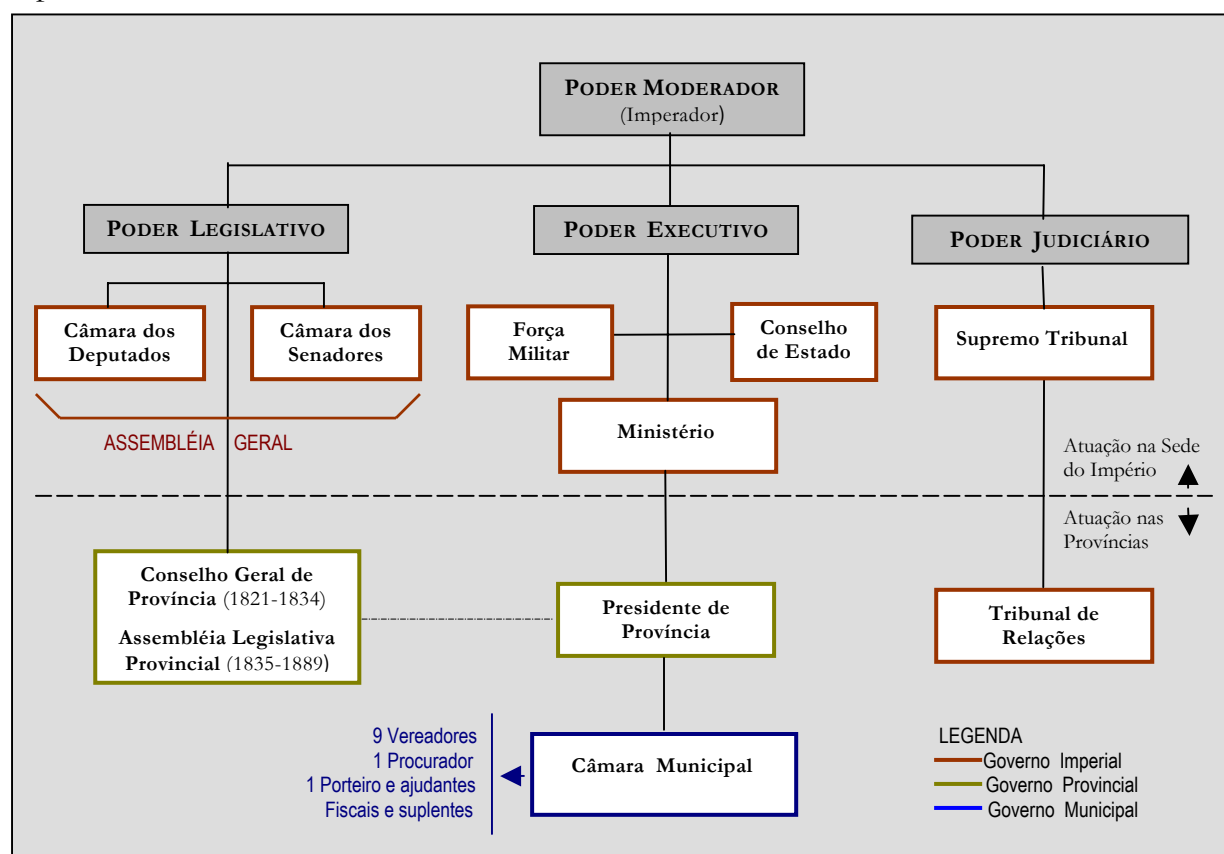 PODER MODERADOR
(Imperador)
PODER LEGISLATIVO
PODER EXECUTIVO
PODER JUDICIÁRIO
Câmara dos
Deputados
Câmara dos
Senadores
Força
Militar
Conselho
de Estado
Supremo Tribunal
ASSEMBLÉIA GERAL
Ministério
Atuação na Sede
do Império
Atuação nas
Províncias
Conselho Geral de
Província (1821-1834)
Assembléia Legislativa
Provincial (1835-1889)
Presidente de
Província
Tribunal de
Relações
9 Vereadores
1 Procurador
1 Porteiro e ajudantes
Fiscais e suplentes
Câmara Municipal
LEGENDA
Governo Imperial
Governo Provincial
Governo Municipal